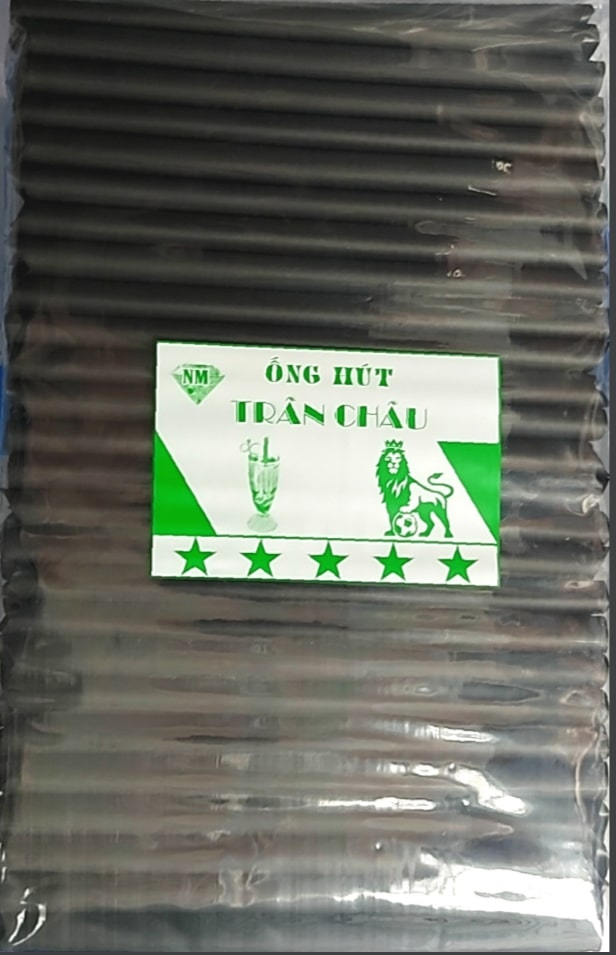 NM
ỐNG HÚT
TRÂN CHÂU